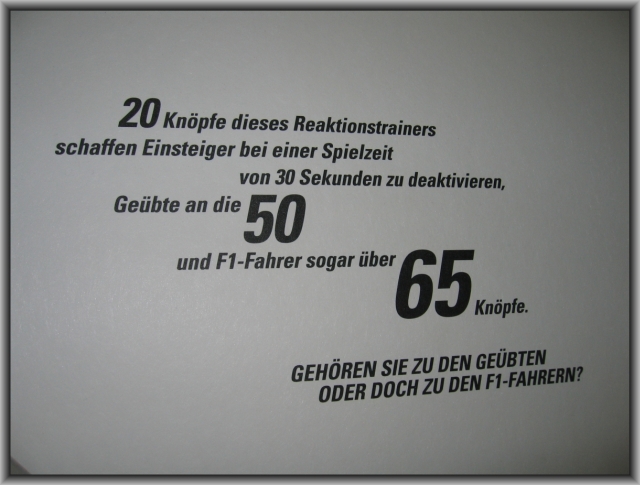 20 Knöpfe dieses Reaktionstrainers
schaffen Einsteiger bei einer Spielzeit
von 30 Sekunden zu deaktivieren,
Geübte an die 50
und F1-Fahrer sogar über 65 Knöpfe.
GEHÖREN SIE ZU DEN GEÜBTEN
ODER DOCH ZU DEN F1-FAHRERN?